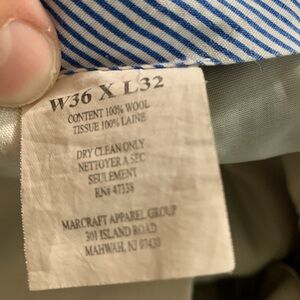 W36 X L32
CONTENT 100% WOOL
TISSUE 100% LAINE
DRY CLEAN ONLY
NETTOYER A SEC
SEULEMENT
RN# 47338
MARCRAFT APPAREL GROUP
301 ISLAND ROAD
MAHWAH, NJ 07430